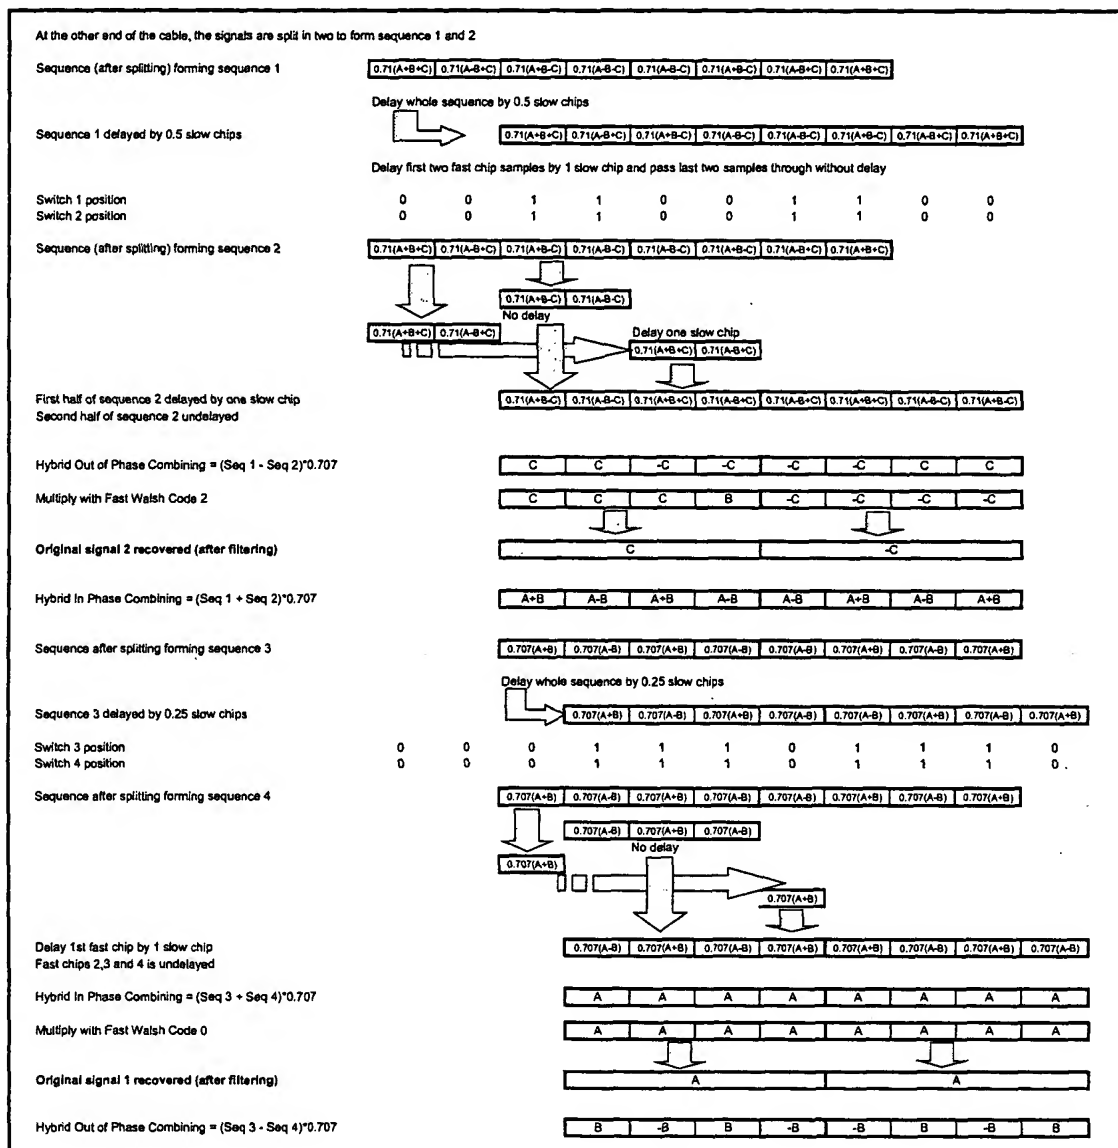 At the other end of the cable, the signals are split in two to form sequence 1 and 2
Sequence (after splitting) forming sequence 1 0.71(A+B+C) 0.71(A-B+C) 0.71(A+B-C) 0.71(A-B-C) 0.71(A-B-C) 0.71(A+B-C) 0.71(A-B+C) 0.71(A+B+C)
Delay whole sequence by 0.5 slow chips
Sequence 1 delayed by 0.5 slow chips 0.71(A+B+C) 0.71(A-B+C) 0.71(A+B-C) 0.71(A-B-C) 0.71(A-B-C) 0.71(A+B-C) 0.71(A-B+C) 0.71(A+B+C)
Delay first two fast chip samples by 1 slow chip and pass last two samples through without delay
Switch 1 position 0 0 1 1 0 0 1 1 0 0
Switch 2 position 0 0 1 1 0 0 1 1 0 0
Sequence (after splitting) forming sequence 2 0.71(A+B+C) 0.71(A-B+C) 0.71(A+B-C) 0.71(A-B-C) 0.71(A-B-C) 0.71(A+B-C) 0.71(A-B+C) 0.71(A+B+C)
0.71(A+B-C) 0.71(A-B-C)
No delay
0.71(A+B+C) 0.71(A-B+C) Delay one slow chip
0.71(A+B+C) 0.71(A-B+C)
First half of sequence 2 delayed by one slow chip 0.71(A+B-C) 0.71(A-B-C) 0.71(A+B+C) 0.71(A-B+C) 0.71(A-B+C) 0.71(A+B+C) 0.71(A-B-C) 0.71(A+B-C)
Second half of sequence 2 undelayed
Hybrid Out of Phase Combining = (Seq 1 - Seq 2)*0.707 C C -C -C -C -C C C
Multiply with Fast Walsh Code 2 C C C B -C -C -C -C
Original signal 2 recovered (after filtering) C -C
Hybrid In Phase Combining = (Seq 1 + Seq 2)*0.707 A+B A-B A+B A-B A-B A+B A-B A+B
Sequence after splitting forming sequence 3 0.707(A+B) 0.707(A-B) 0.707(A+B) 0.707(A-B) 0.707(A-B) 0.707(A+B) 0.707(A-B) 0.707(A+B)
Delay whole sequence by 0.25 slow chips
Sequence 3 delayed by 0.25 slow chips 0.707(A+B) 0.707(A-B) 0.707(A+B) 0.707(A-B) 0.707(A-B) 0.707(A+B) 0.707(A-B) 0.707(A+B)
Switch 3 position 0 0 0 1 1 1 0 1 1 1 0
Switch 4 position 0 0 0 1 1 1 0 1 1 1 0
Sequence after splitting forming sequence 4 0.707(A+B) 0.707(A-B) 0.707(A+B) 0.707(A-B) 0.707(A-B) 0.707(A+B) 0.707(A-B) 0.707(A+B)
0.707(A-B) 0.707(A+B) 0.707(A-B)
No delay
0.707(A+B)
0.707(A+B)
Delay 1st fast chip by 1 slow chip 0.707(A-B) 0.707(A+B) 0.707(A-B) 0.707(A+B) 0.707(A+B) 0.707(A-B) 0.707(A+B) 0.707(A-B)
Fast chips 2,3 and 4 is undelayed
Hybrid In Phase Combining = (Seq 3 + Seq 4)*0.707 A A A A A A A A
Multiply with Fast Walsh Code 0 A A A A A A A A
Original signal 1 recovered (after filtering) A A
Hybrid Out of Phase Combining = (Seq 3 - Seq 4)*0.707 B -B B -B -B B -B B